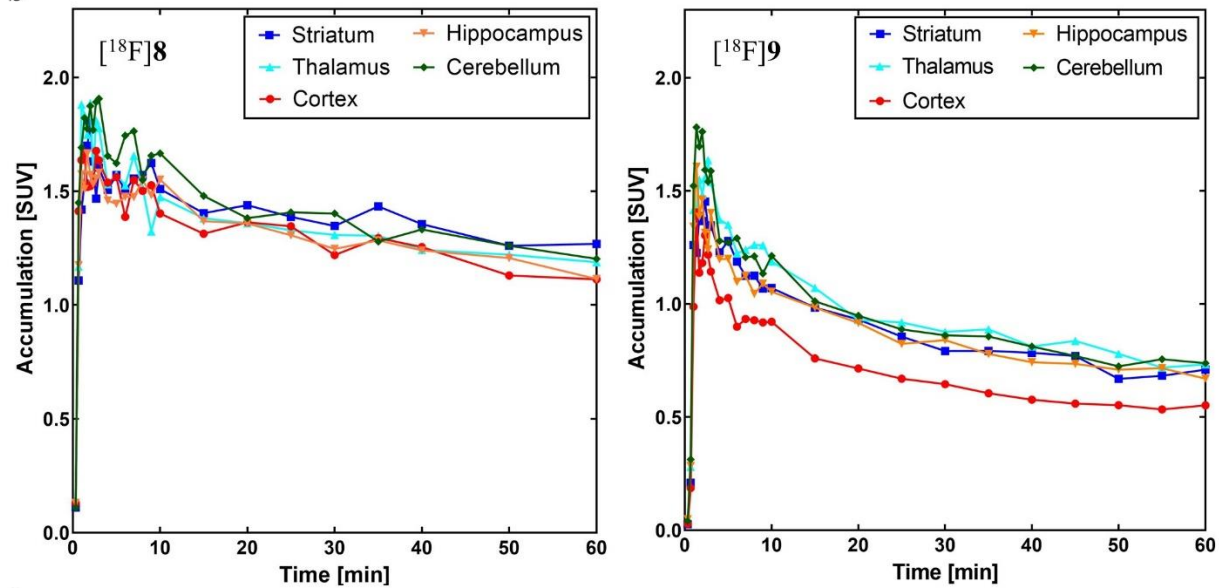 [¹⁸F]8
Striatum
Hippocampus
Thalamus
Cerebellum
Cortex
Accumulation [SUV]
2.0
1.5
1.0
0.5
0.0
0 10 20 30 40 50 60
Time [min]
[¹⁸F]9
Striatum
Hippocampus
Thalamus
Cerebellum
Cortex
Accumulation [SUV]
2.0
1.5
1.0
0.5
0.0
0 10 20 30 40 50 60
Time [min]